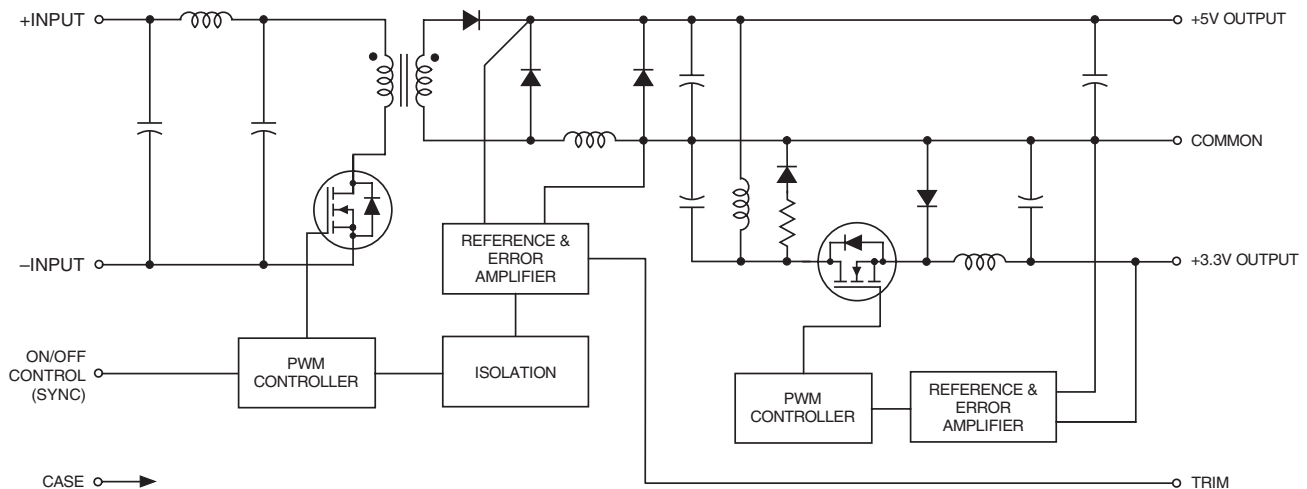 +INPUT
+5V OUTPUT
COMMON
–INPUT
REFERENCE &
ERROR
AMPLIFIER
+3.3V OUTPUT
ON/OFF
CONTROL
(SYNC)
PWM
CONTROLLER
ISOLATION
PWM
CONTROLLER
REFERENCE &
ERROR
AMPLIFIER
CASE
TRIM